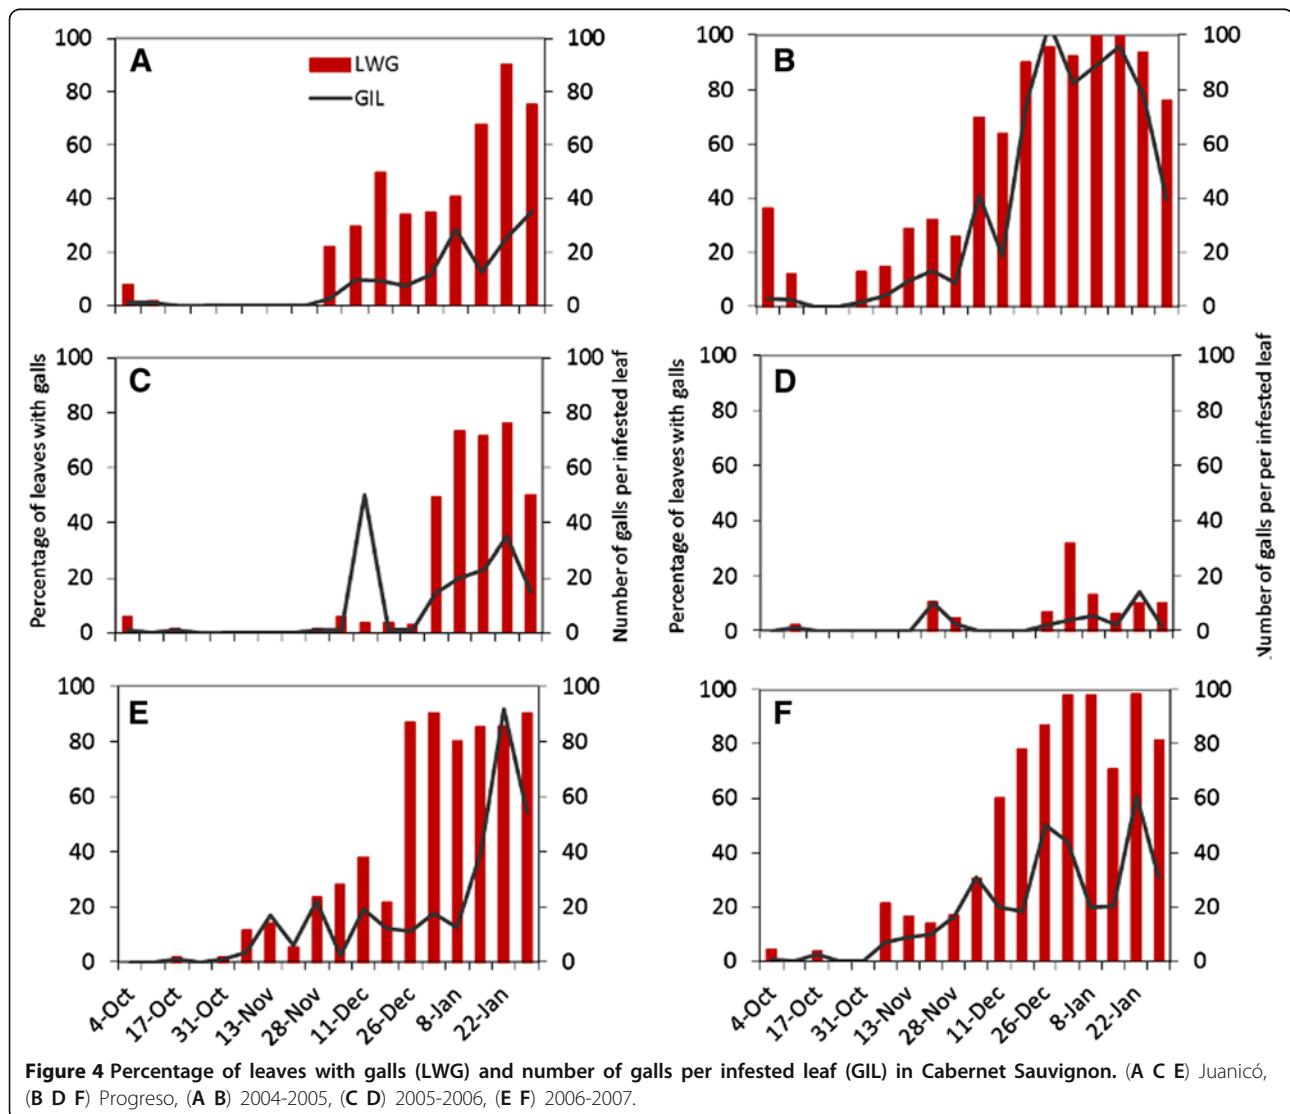 A
LWG
GIL
100
80
60
40
20
0
100
80
60
40
20
0
B
100
80
60
40
20
0
100
80
60
40
20
0
C
Percentage of leaves with galls
100
80
60
40
20
0
100
80
60
40
20
0
Number of galls per infested leaf
D
Percentage of leaves with galls
100
80
60
40
20
0
100
80
60
40
20
0
Number of galls per per infested leaf
E
100
80
60
40
20
0
100
80
60
40
20
0
4-Oct
17-Oct
31-Oct
13-Nov
28-Nov
11-Dec
26-Dec
8-Jan
22-Jan
F
100
80
60
40
20
0
100
80
60
40
20
0
4-Oct
17-Oct
31-Oct
13-Nov
28-Nov
11-Dec
26-Dec
8-Jan
22-Jan
Figure 4 Percentage of leaves with galls (LWG) and number of galls per infested leaf (GIL) in Cabernet Sauvignon. (A C E) Juanicó,
(B D F) Progreso, (A B) 2004-2005, (C D) 2005-2006, (E F) 2006-2007.